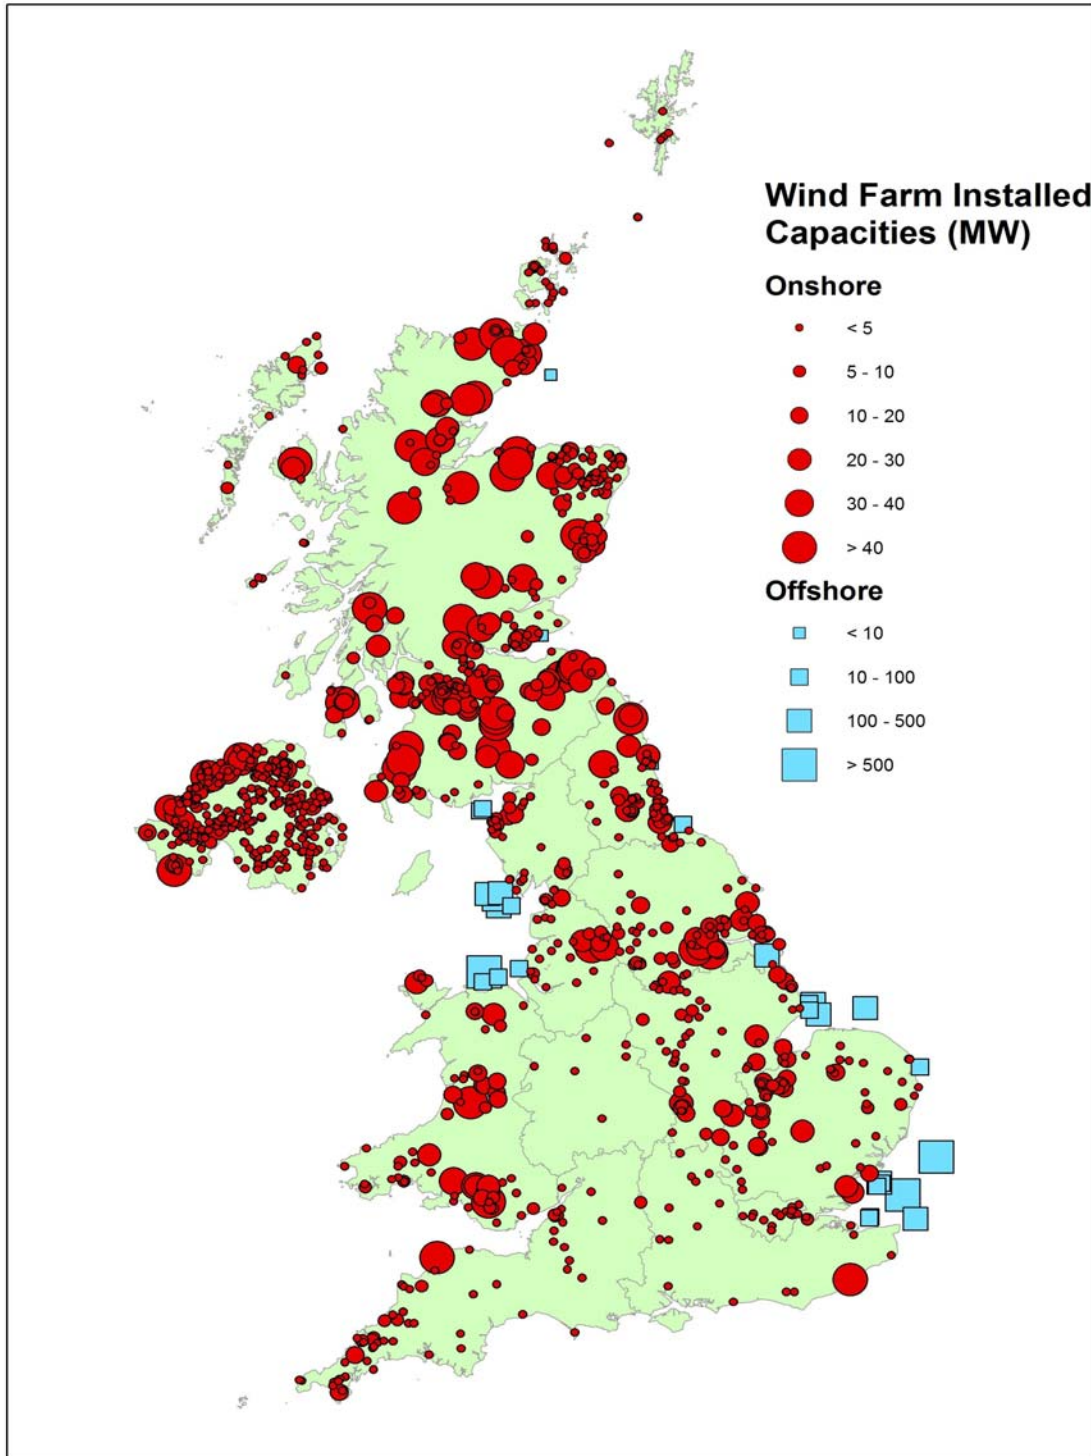 Wind Farm Installed
Capacities (MW)
Onshore
< 5
5 - 10
10 - 20
20 - 30
30 - 40
> 40
Offshore
< 10
10 - 100
100 - 500
> 500